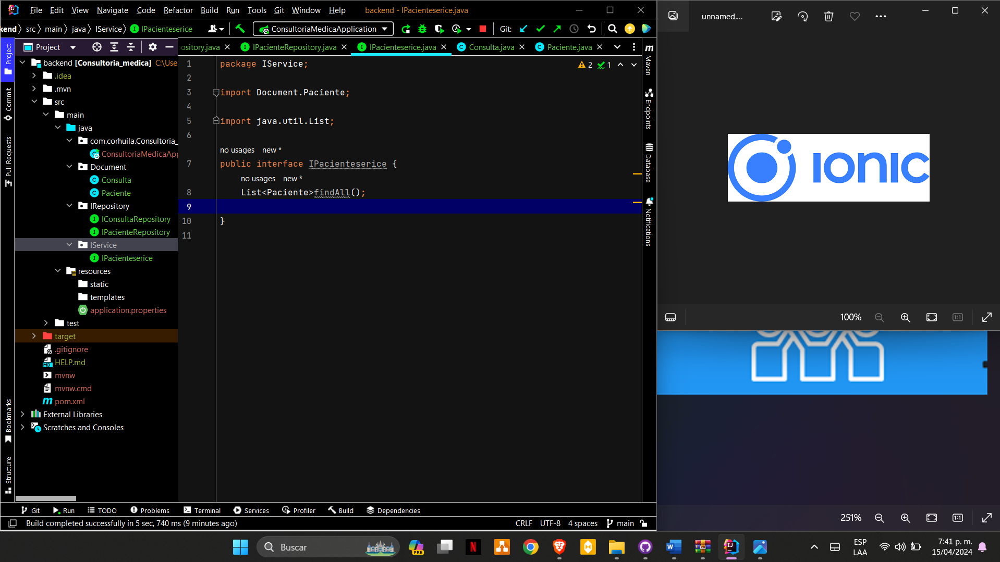 File Edit View Navigate Code Refactor Build Run Tools Git Window Help backend - IPacienteserice.java
kend src main java IService IPacienteserice ConsultoriaMedicaApplication Git:
Project
ository.java IPacienteRepository.java IPacienteserice.java Consulta.java Paciente.java
backend [Consultoria_medica] C:\Use
.idea
.mvn
src
main
java
com.corhuila.Consultoria_
ConsultoriaMedicaApp
Document
Consulta
Paciente
IRepository
IConsultaRepository
IPacienteRepository
IService
IPacienteserice
resources
static
templates
application.properties
test
target
.gitignore
HELP.md
mvnw
mvnw.cmd
pom.xml
External Libraries
Scratches and Consoles
Project
Commit
Pull Requests
Bookmarks
Structure
1 package IService;
2
3 import Document.Paciente;
4
5 import java.util.List;
6
no usages new *
7 public interface IPacienteserice {
no usages new *
8 List<Paciente>findAll();
9
10 }
11
2 1
Maven
Endpoints
Database
Notifications
Git Run TODO Problems Terminal Services Profiler Build Dependencies
Build completed successfully in 5 sec, 740 ms (9 minutes ago) CRLF UTF-8 4 spaces main
unnamed....
ionic
100% 1:1
251% 1:1
Buscar
PRE
N
W
ESP
LAA
7:41 p. m.
15/04/2024